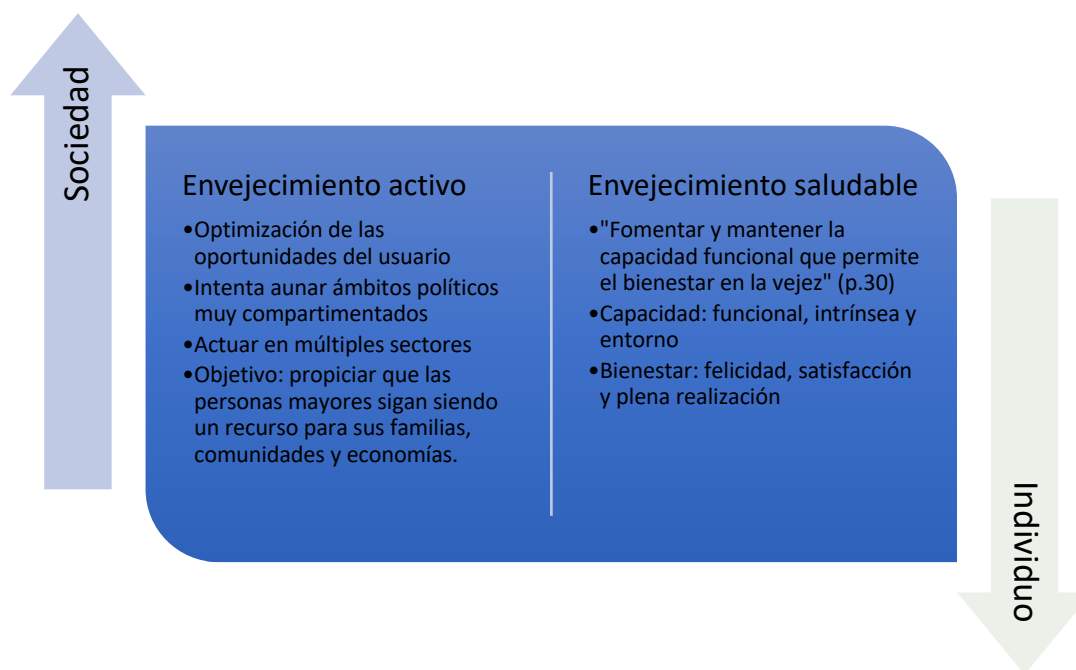 Sociedad
Envejecimiento activo
•Optimización de las
oportunidades del usuario
•Intenta aunar ámbitos políticos
muy compartimentados
•Actuar en múltiples sectores
•Objetivo: propiciar que las
personas mayores sigan siendo
un recurso para sus familias,
comunidades y economías.
Envejecimiento saludable
•"Fomentar y mantener la
capacidad funcional que permite
el bienestar en la vejez" (p.30)
•Capacidad: funcional, intrínsea y
entorno
•Bienestar: felicidad, satisfacción
y plena realización
Individuo